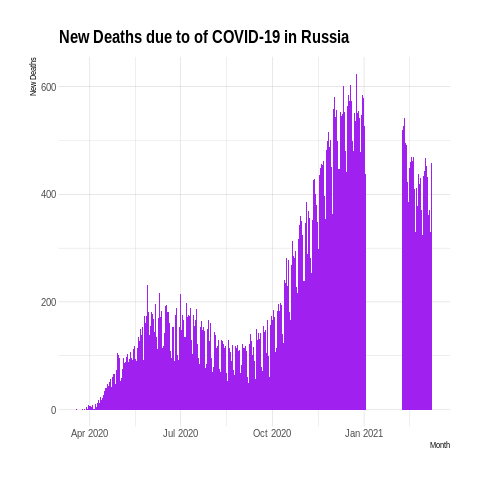 New Deaths due to of COVID-19 in Russia
New Deaths
600
400
200
0
Apr 2020 Jul 2020 Oct 2020 Jan 2021
Month